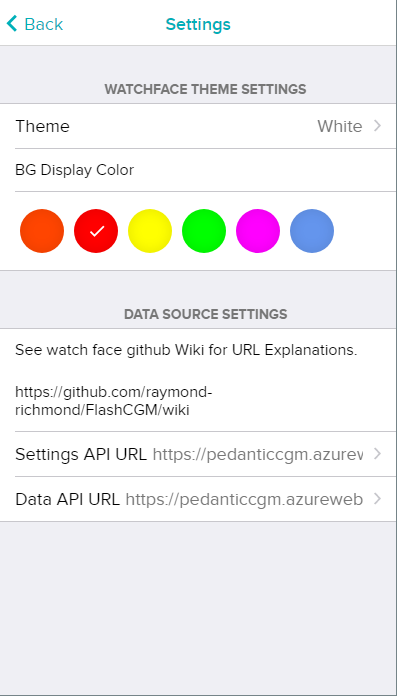 Back
Settings
WATCHFACE THEME SETTINGS
Theme White
BG Display Color
DATA SOURCE SETTINGS
See watch face github Wiki for URL Explanations.
https://github.com/raymond-
richmond/FlashCGM/wiki
Settings API URL https://pedanticcgm.azurew
Data API URL https://pedanticcgm.azureweb